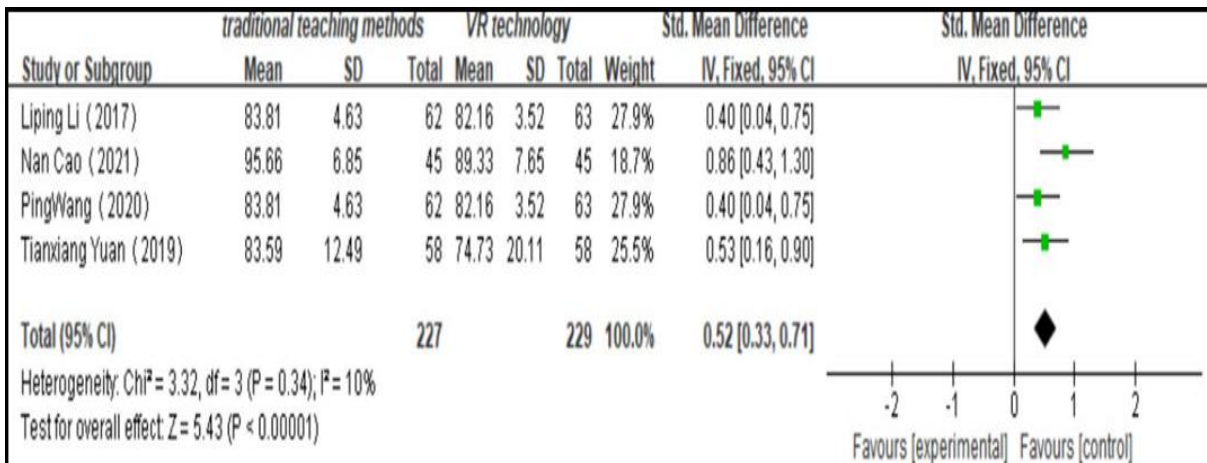 traditional teaching methods VR technology Std. Mean Difference Std. Mean Difference
Study or Subgroup Mean SD Total Mean SD Total Weight IV, Fixed, 95% CI IV, Fixed, 95% CI
Liping Li (2017) 83.81 4.63 62 82.16 3.52 63 27.9% 0.40 [0.04, 0.75]
Nan Cao (2021) 95.66 6.85 45 89.33 7.65 45 18.7% 0.86 [0.43, 1.30]
PingWang (2020) 83.81 4.63 62 82.16 3.52 63 27.9% 0.40 [0.04, 0.75]
Tianxiang Yuan (2019) 83.59 12.49 58 74.73 20.11 58 25.5% 0.53 [0.16, 0.90]
Total (95% CI) 227 229 100.0% 0.52 [0.33, 0.71]
Heterogeneity: Chi² = 3.32, df = 3 (P = 0.34); I² = 10%
Test for overall effect: Z = 5.43 (P < 0.00001)
-2 -1 0 1 2
Favours [experimental] Favours [control]